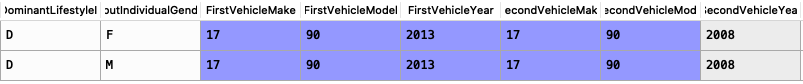 DominantLifestyleI outIndividualGend FirstVehicleMake FirstVehicleModel FirstVehicleYear econdVehicleMak econdVehicleMod SecondVehicleYea
D F 17 90 2013 17 90 2008
D M 17 90 2013 17 90 2008